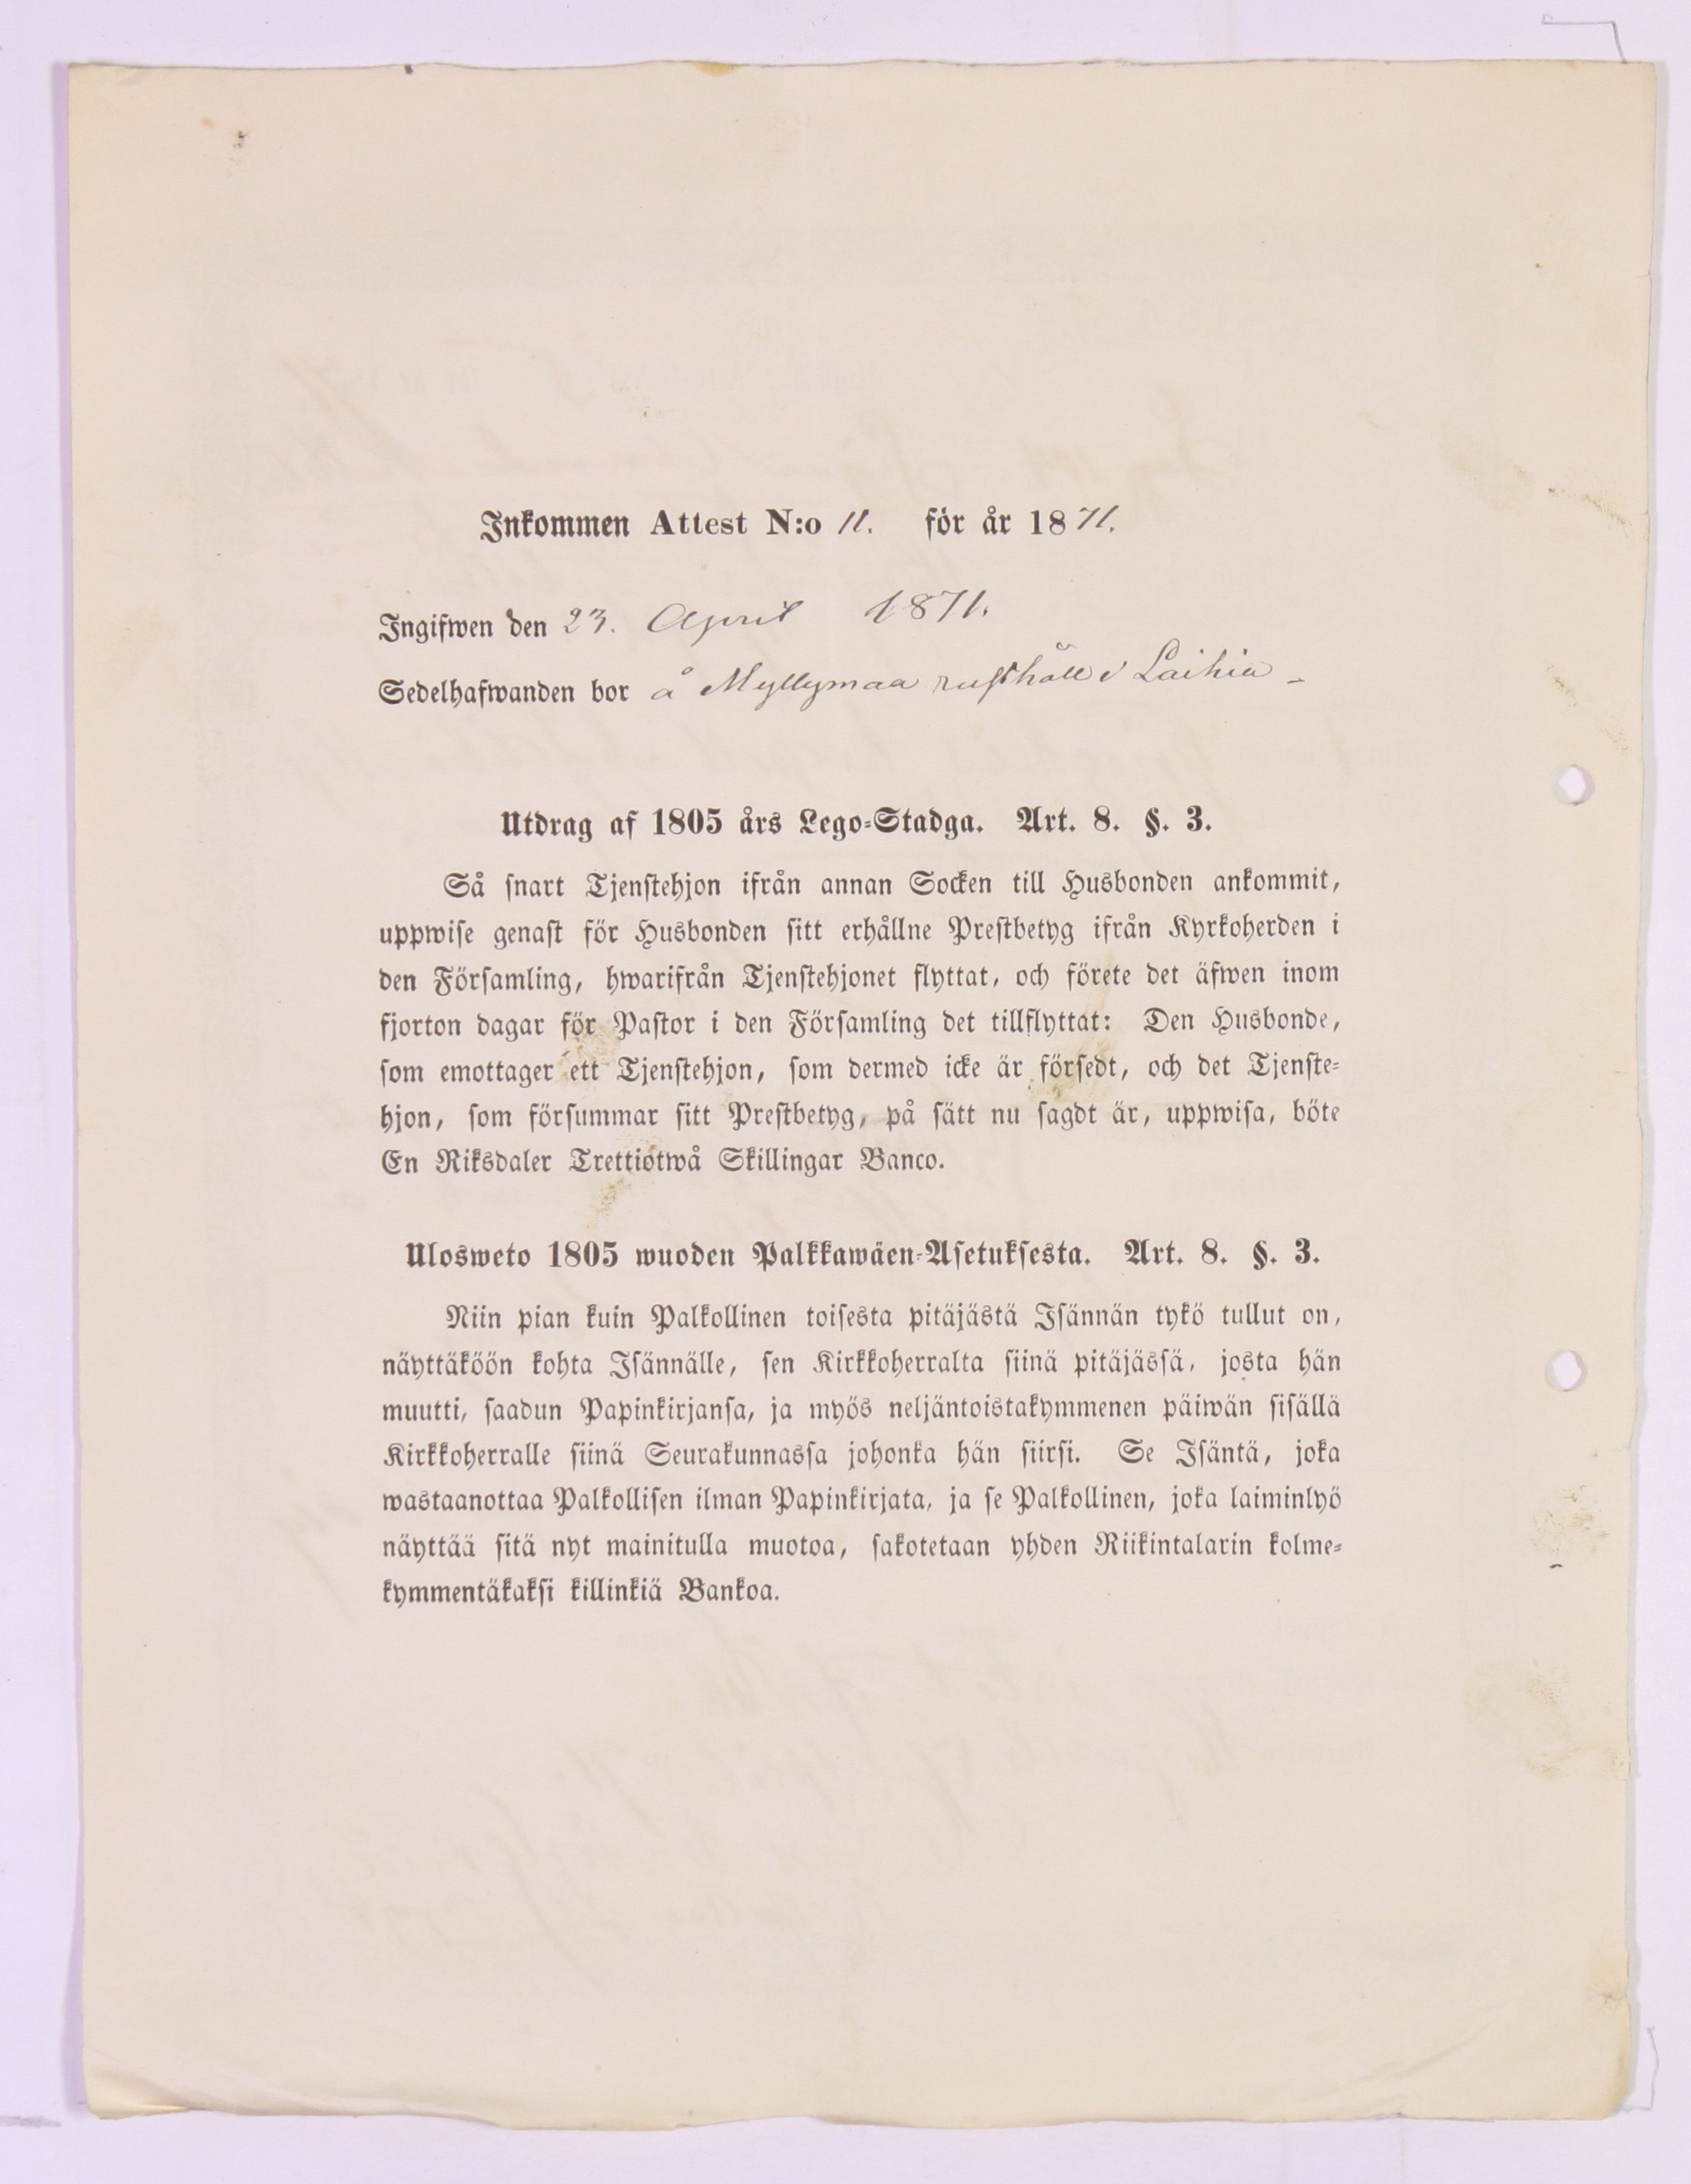 Inkommen Attest N:o 11. för år 1871.
Ingifwen den 23. April 1871.
Sedelhafwanden bor å Myllymaa rusthåll i Laihia -
Utdrag af 1805 års Lego-Stadga. Art. 8. §. 3.
Så snart Tjenstehjon ifrån annan Socken till Husbonden ankommit,
uppwise genast för Husbonden sitt erhållne Prestbetyg ifrån Kyrkoherden i
den Församling, hwarifrån Tjenstehjonet flyttat, och förete det äfwen inom
fjorton dagar för Pastor i den Församling det tillflyttat: Den Husbonde,
som emottager ett Tjenstehjon, som dermed icke är försedt, och det Tjenste-
hjon, som försummar sitt Prestbetyg, på sätt nu sagdt är, uppwisa, böte
En Riksdaler Trettiotwå Skillingar Banco.
Ulosweto 1805 wuoden Palkkawäen-Asetuksesta. Art. 8. §. 3.
Niin pian kuin Palkollinen toisesta pitäjästä Isännän tykö tullut on,
näyttäköön kohta Isännälle, sen Kirkkoherralta siinä pitäjässä, josta hän
muutti, saadun Papinkirjansa, ja myös neljäntoistakymmenen päiwän sisällä
Kirkkoherralle siinä Seurakunnassa johonka hän siirsi. Se Isäntä, joka
wastaanottaa Palkollisen ilman Papinkirjata, ja se Palkollinen, joka laiminlyö
näyttää sitä nyt mainitulla muotoa, sakotetaan yhden Riikintalarin kolme-
kymmentäkaksi killinkiä Bankoa.